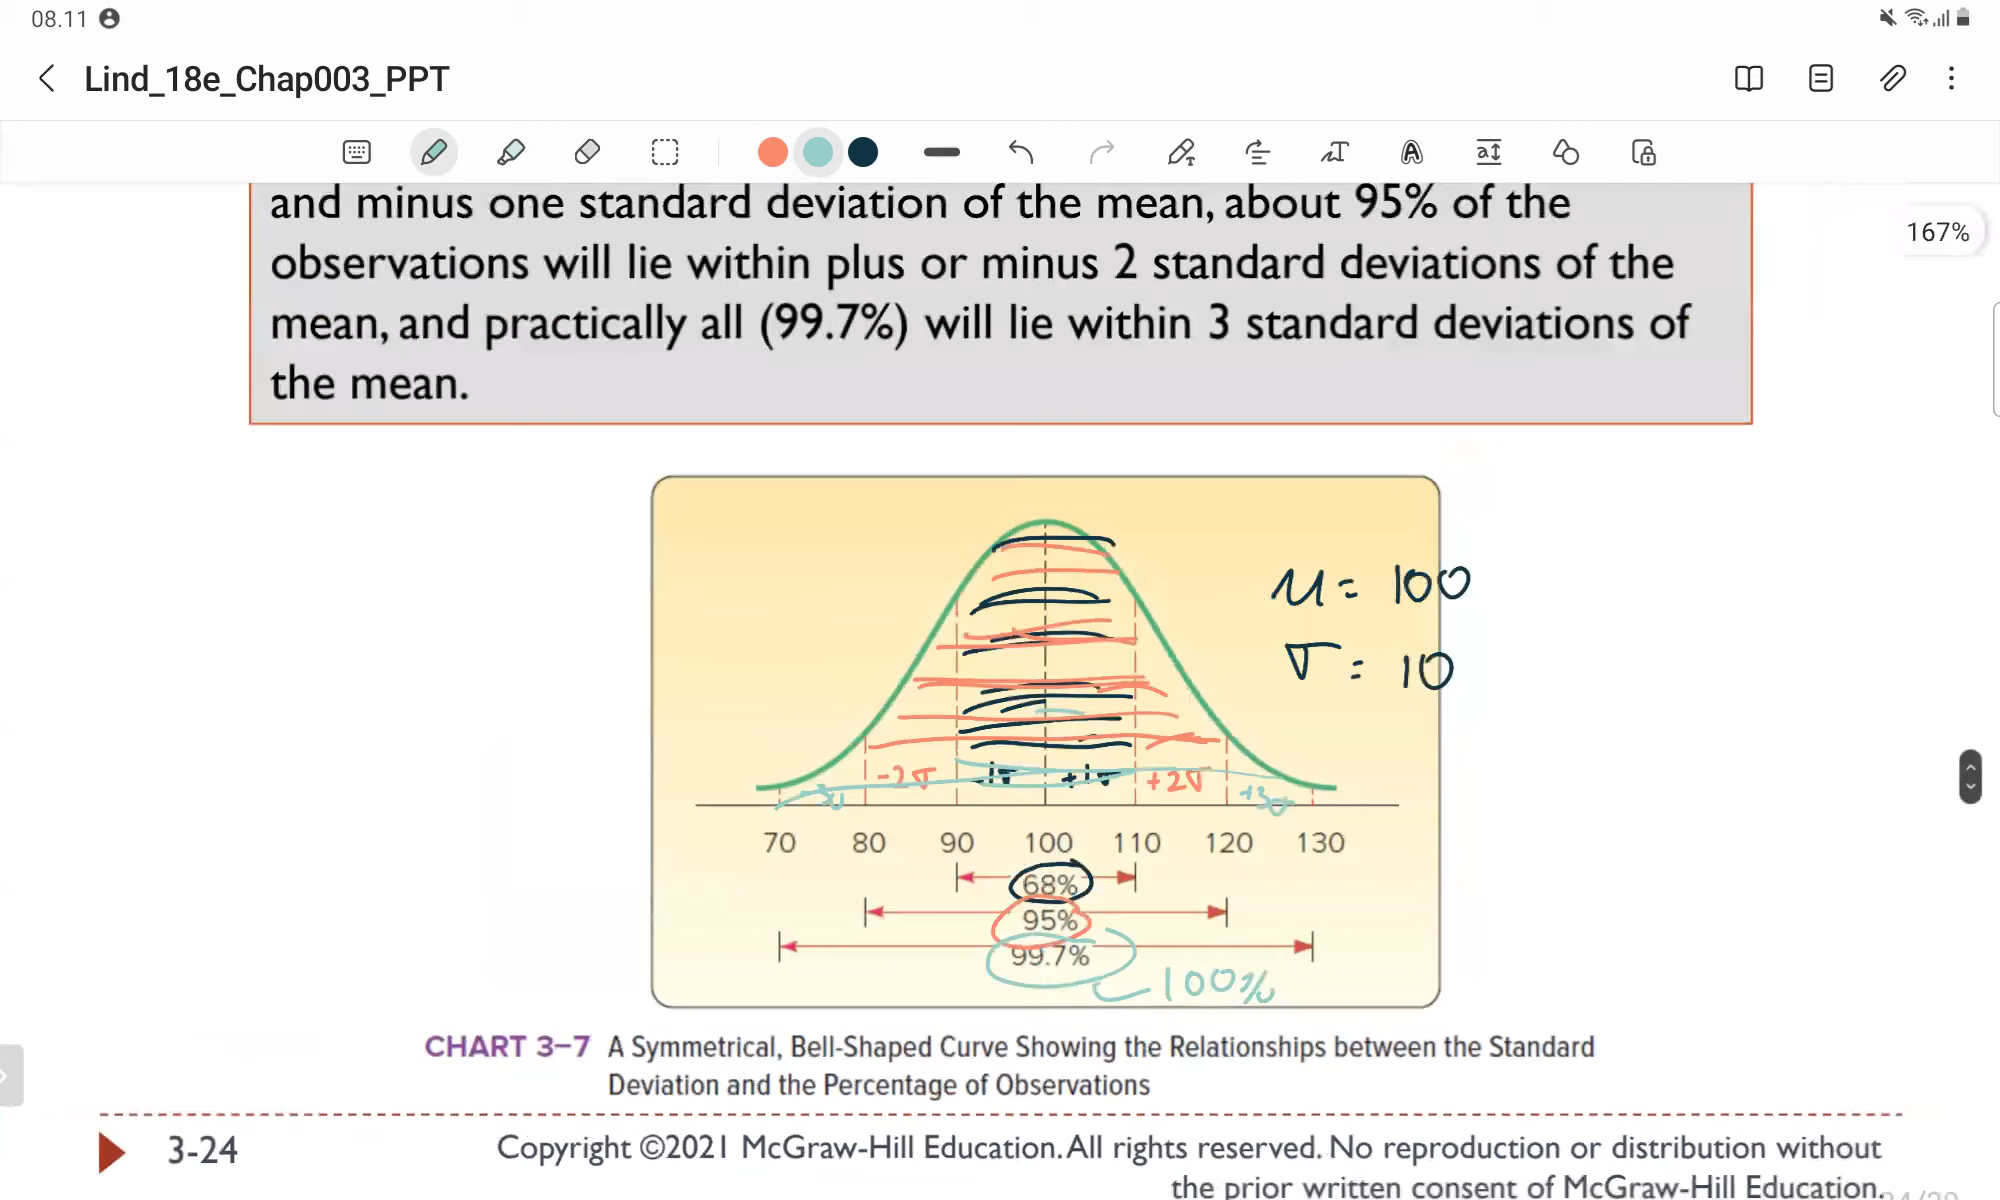 08.11
Lind_18e_Chap003_PPT
167%
and minus one standard deviation of the mean, about 95% of the
observations will lie within plus or minus 2 standard deviations of the
mean, and practically all (99.7%) will lie within 3 standard deviations of
the mean.
μ = 100
σ = 10
-2σ -1σ +1σ +2σ
-3σ +3σ
70 80 90 100 110 120 130
68%
95%
99.7%
100%
CHART 3–7 A Symmetrical, Bell-Shaped Curve Showing the Relationships between the Standard
Deviation and the Percentage of Observations
3-24 Copyright ©2021 McGraw-Hill Education. All rights reserved. No reproduction or distribution without
the prior written consent of McGraw-Hill Education.